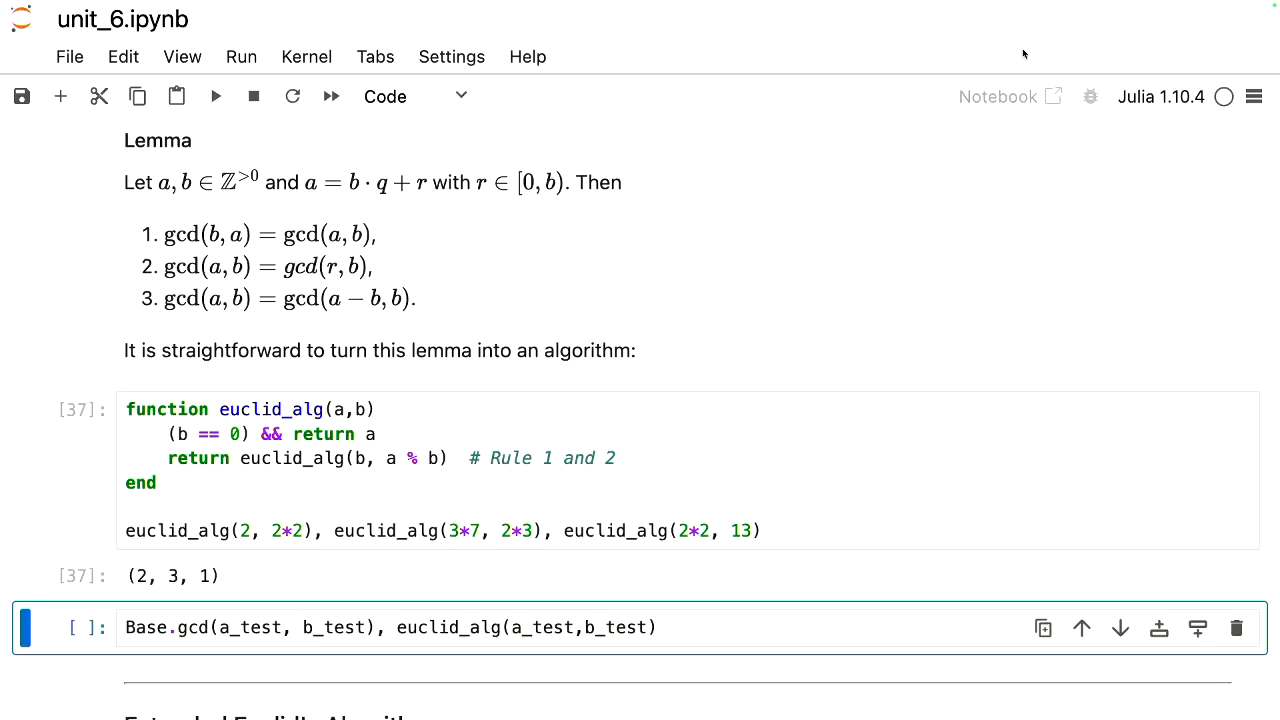 unit_6.ipynb
File Edit View Run Kernel Tabs Settings Help
Code Notebook Julia 1.10.4
Lemma
Let a, b ∈ ℤ^{>0} and a = b · q + r with r ∈ [0, b). Then
1. gcd(b, a) = gcd(a, b),
2. gcd(a, b) = gcd(r, b),
3. gcd(a, b) = gcd(a − b, b).
It is straightforward to turn this lemma into an algorithm:
[37]: function euclid_alg(a,b)
(b == 0) && return a
return euclid_alg(b, a % b)  # Rule 1 and 2
end
euclid_alg(2, 2*2), euclid_alg(3*7, 2*3), euclid_alg(2*2, 13)
[37]: (2, 3, 1)
[ ]: Base.gcd(a_test, b_test), euclid_alg(a_test,b_test)